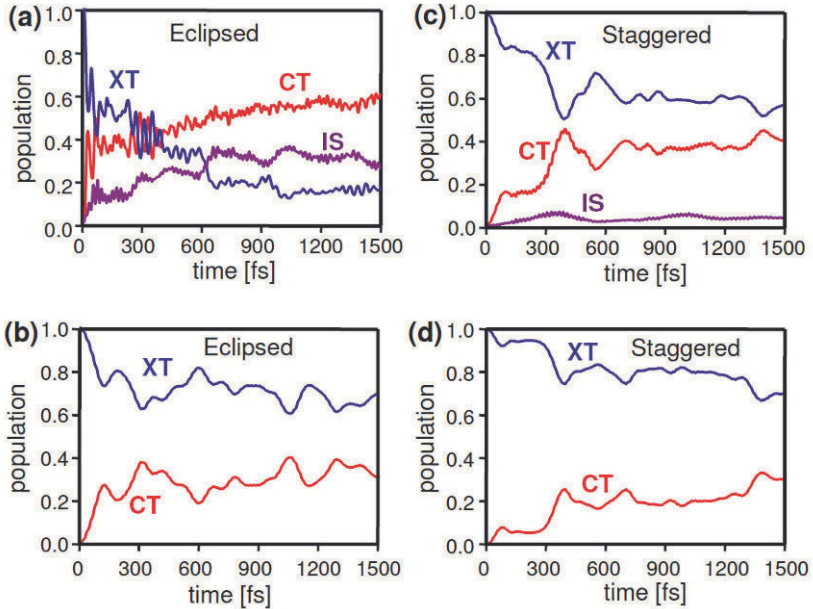 (a)
Eclipsed
XT
CT
IS
population
1.0
0.8
0.6
0.4
0.2
0.0
0 300 600 900 1200 1500
time [fs]
(c)
Staggered
XT
CT
IS
population
1.0
0.8
0.6
0.4
0.2
0.0
0 300 600 900 1200 1500
time [fs]
(b)
Eclipsed
XT
CT
population
1.0
0.8
0.6
0.4
0.2
0.0
0 300 600 900 1200 1500
time [fs]
(d)
Staggered
XT
CT
population
1.0
0.8
0.6
0.4
0.2
0.0
0 300 600 900 1200 1500
time [fs]